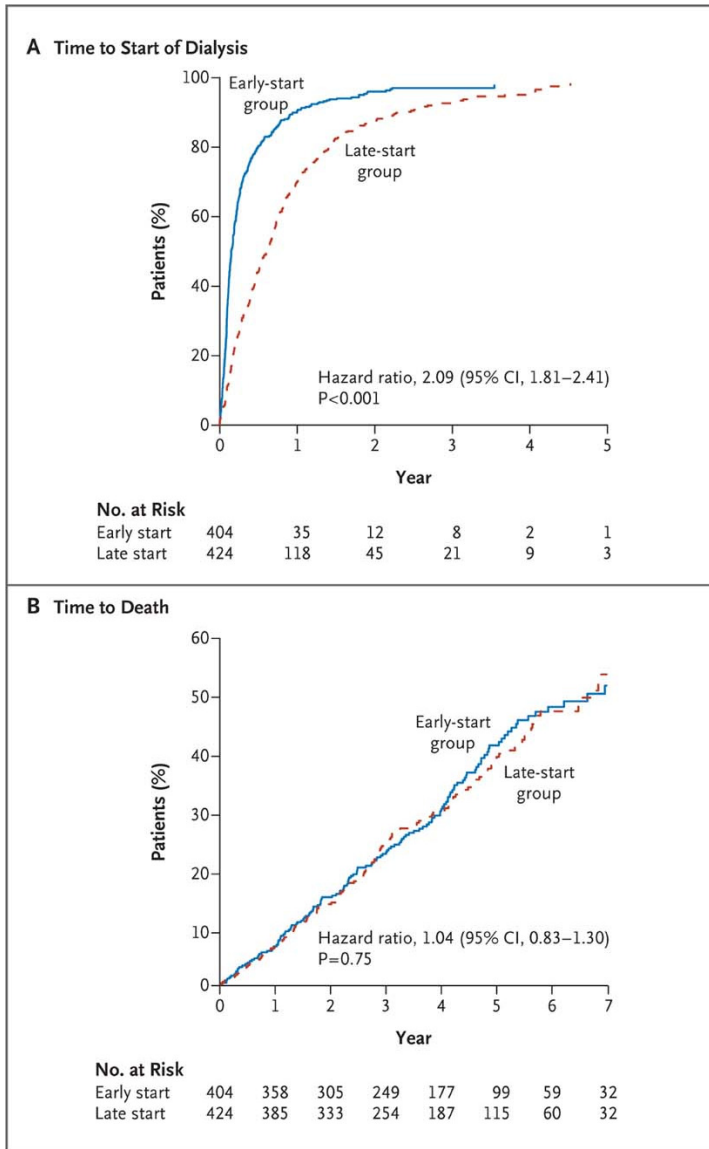 A Time to Start of Dialysis
100
80
60
40
20
0
Patients (%)
Early-start
group
Late-start
group
Hazard ratio, 2.09 (95% CI, 1.81–2.41)
P<0.001
0 1 2 3 4 5
Year
No. at Risk
Early start 404 35 12 8 2 1
Late start 424 118 45 21 9 3
B Time to Death
60
50
40
30
20
10
0
Patients (%)
Early-start
group
Late-start
group
Hazard ratio, 1.04 (95% CI, 0.83–1.30)
P=0.75
0 1 2 3 4 5 6 7
Year
No. at Risk
Early start 404 358 305 249 177 99 59 32
Late start 424 385 333 254 187 115 60 32